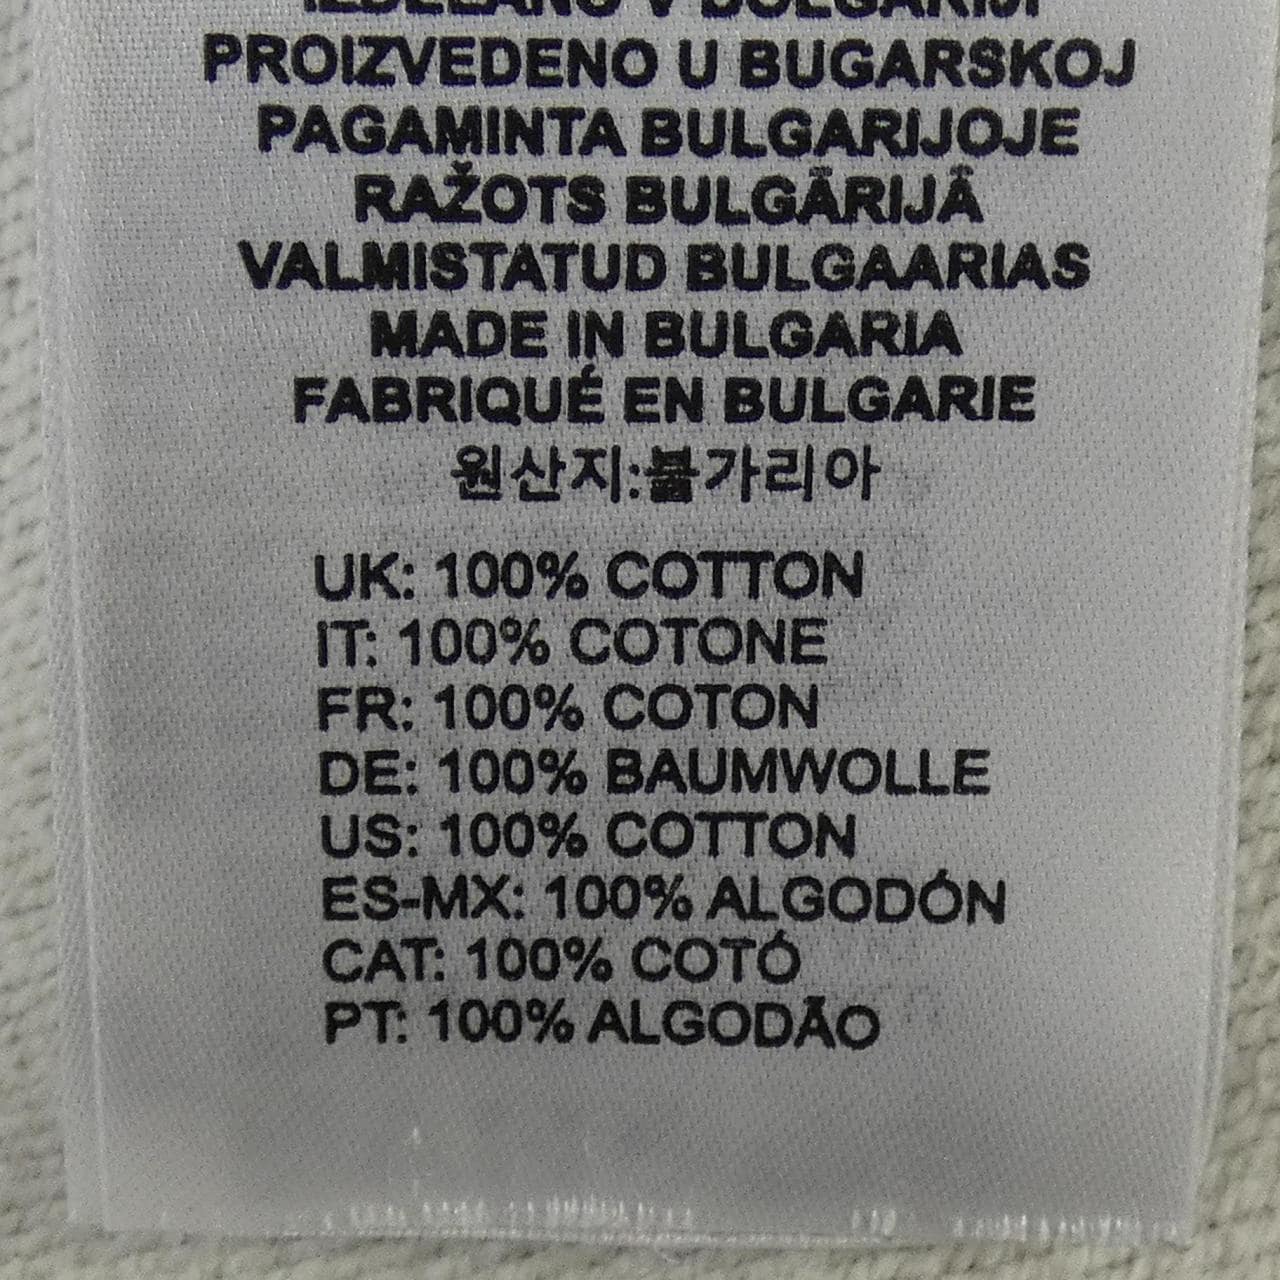 IZDELANO V BOLGARIJI
PROIZVEDENO U BUGARSKOJ
PAGAMINTA BULGARIJOJE
RAŽOTS BULGĀRIJĀ
VALMISTATUD BULGAARIAS
MADE IN BULGARIA
FABRIQUÉ EN BULGARIE
원산지:불가리아
UK: 100% COTTON
IT: 100% COTONE
FR: 100% COTON
DE: 100% BAUMWOLLE
US: 100% COTTON
ES-MX: 100% ALGODÓN
CAT: 100% COTÓ
PT: 100% ALGODÃO